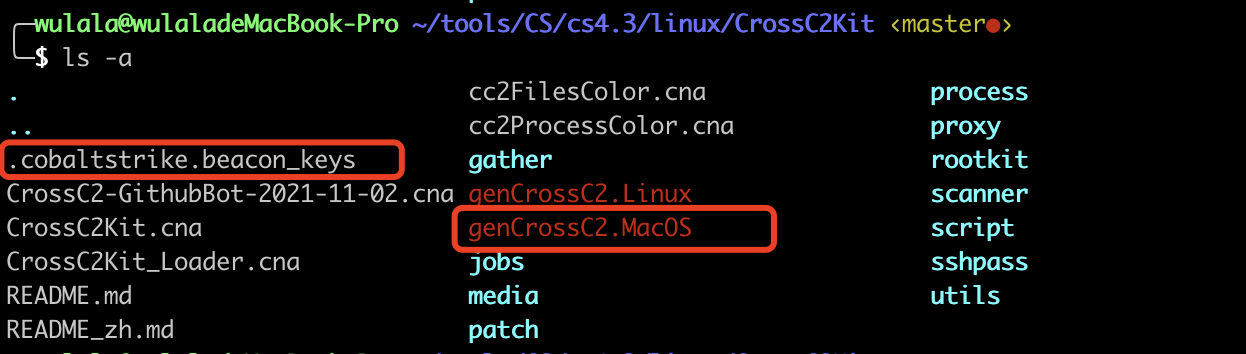 wulala@wulaladeMacBook-Pro ~/tools/CS/cs4.3/linux/CrossC2Kit ‹master●›
$ ls -a
. cc2FilesColor.cna process
.. cc2ProcessColor.cna proxy
.cobaltstrike.beacon_keys gather rootkit
CrossC2-GithubBot-2021-11-02.cna genCrossC2.Linux scanner
CrossC2Kit.cna genCrossC2.MacOS script
CrossC2Kit_Loader.cna jobs sshpass
README.md media utils
README_zh.md patch